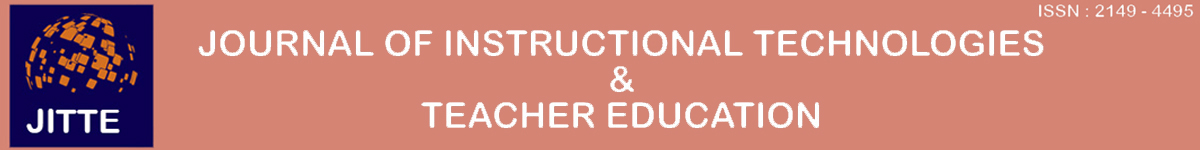 ISSN : 2149 - 4495
JOURNAL OF INSTRUCTIONAL TECHNOLOGIES
&
TEACHER EDUCATION
JITTE